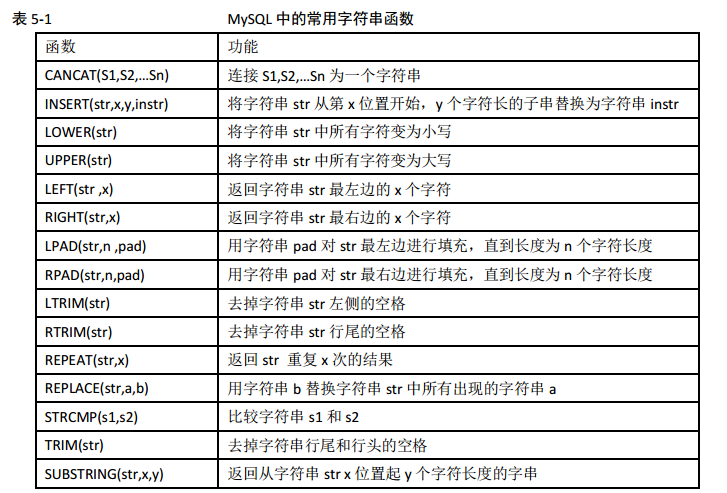 表 5-1 MySQL 中的常用字符串函数
函数 功能
CANCAT(S1,S2,...Sn) 连接 S1,S2,...Sn 为一个字符串
INSERT(str,x,y,instr) 将字符串 str 从第 x 位置开始，y 个字符长的子串替换为字符串 instr
LOWER(str) 将字符串 str 中所有字符变为小写
UPPER(str) 将字符串 str 中所有字符变为大写
LEFT(str ,x) 返回字符串 str 最左边的 x 个字符
RIGHT(str,x) 返回字符串 str 最右边的 x 个字符
LPAD(str,n ,pad) 用字符串 pad 对 str 最左边进行填充，直到长度为 n 个字符长度
RPAD(str,n,pad) 用字符串 pad 对 str 最右边进行填充，直到长度为 n 个字符长度
LTRIM(str) 去掉字符串 str 左侧的空格
RTRIM(str) 去掉字符串 str 行尾的空格
REPEAT(str,x) 返回 str 重复 x 次的结果
REPLACE(str,a,b) 用字符串 b 替换字符串 str 中所有出现的字符串 a
STRCMP(s1,s2) 比较字符串 s1 和 s2
TRIM(str) 去掉字符串行尾和行头的空格
SUBSTRING(str,x,y) 返回从字符串 str x 位置起 y 个字符长度的字串